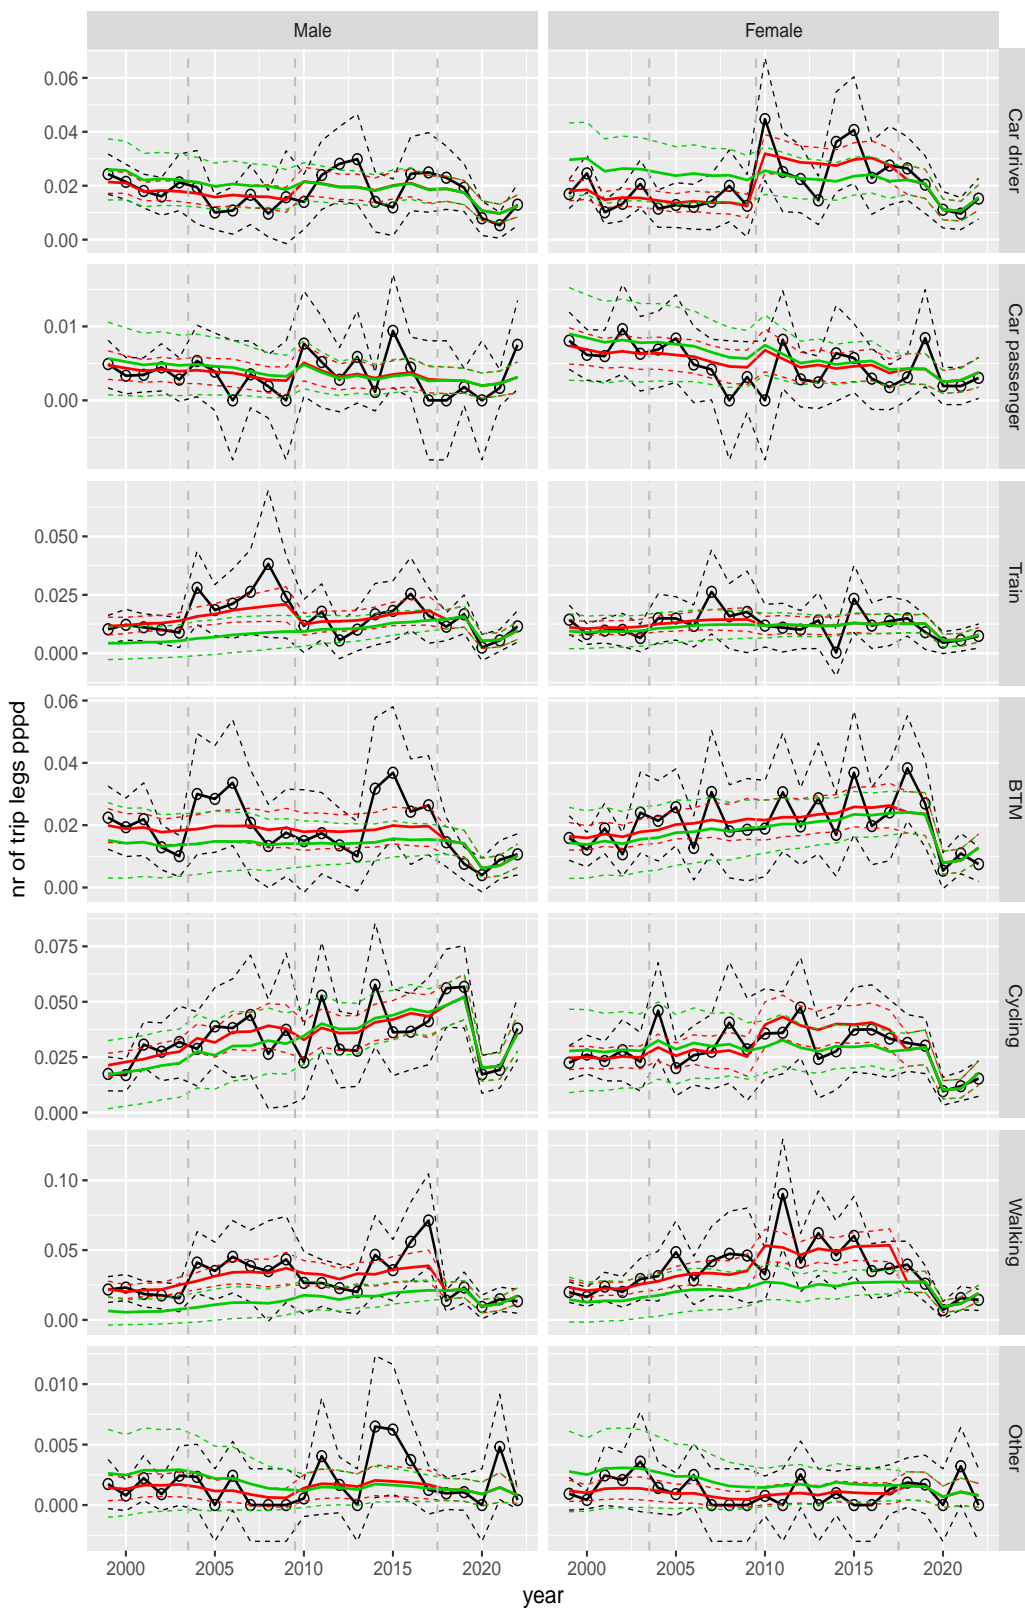 Male Female
0.06
0.04
0.02
0.00
Car driver
0.01
0.00
Car passenger
0.050
0.025
0.000
Train
0.06
0.04
0.02
0.00
BTM
0.075
0.050
0.025
0.000
Cycling
0.10
0.05
0.00
Walking
0.010
0.005
0.000
Other
nr of trip legs pppd
2000 2005 2010 2015 2020 2000 2005 2010 2015 2020
year